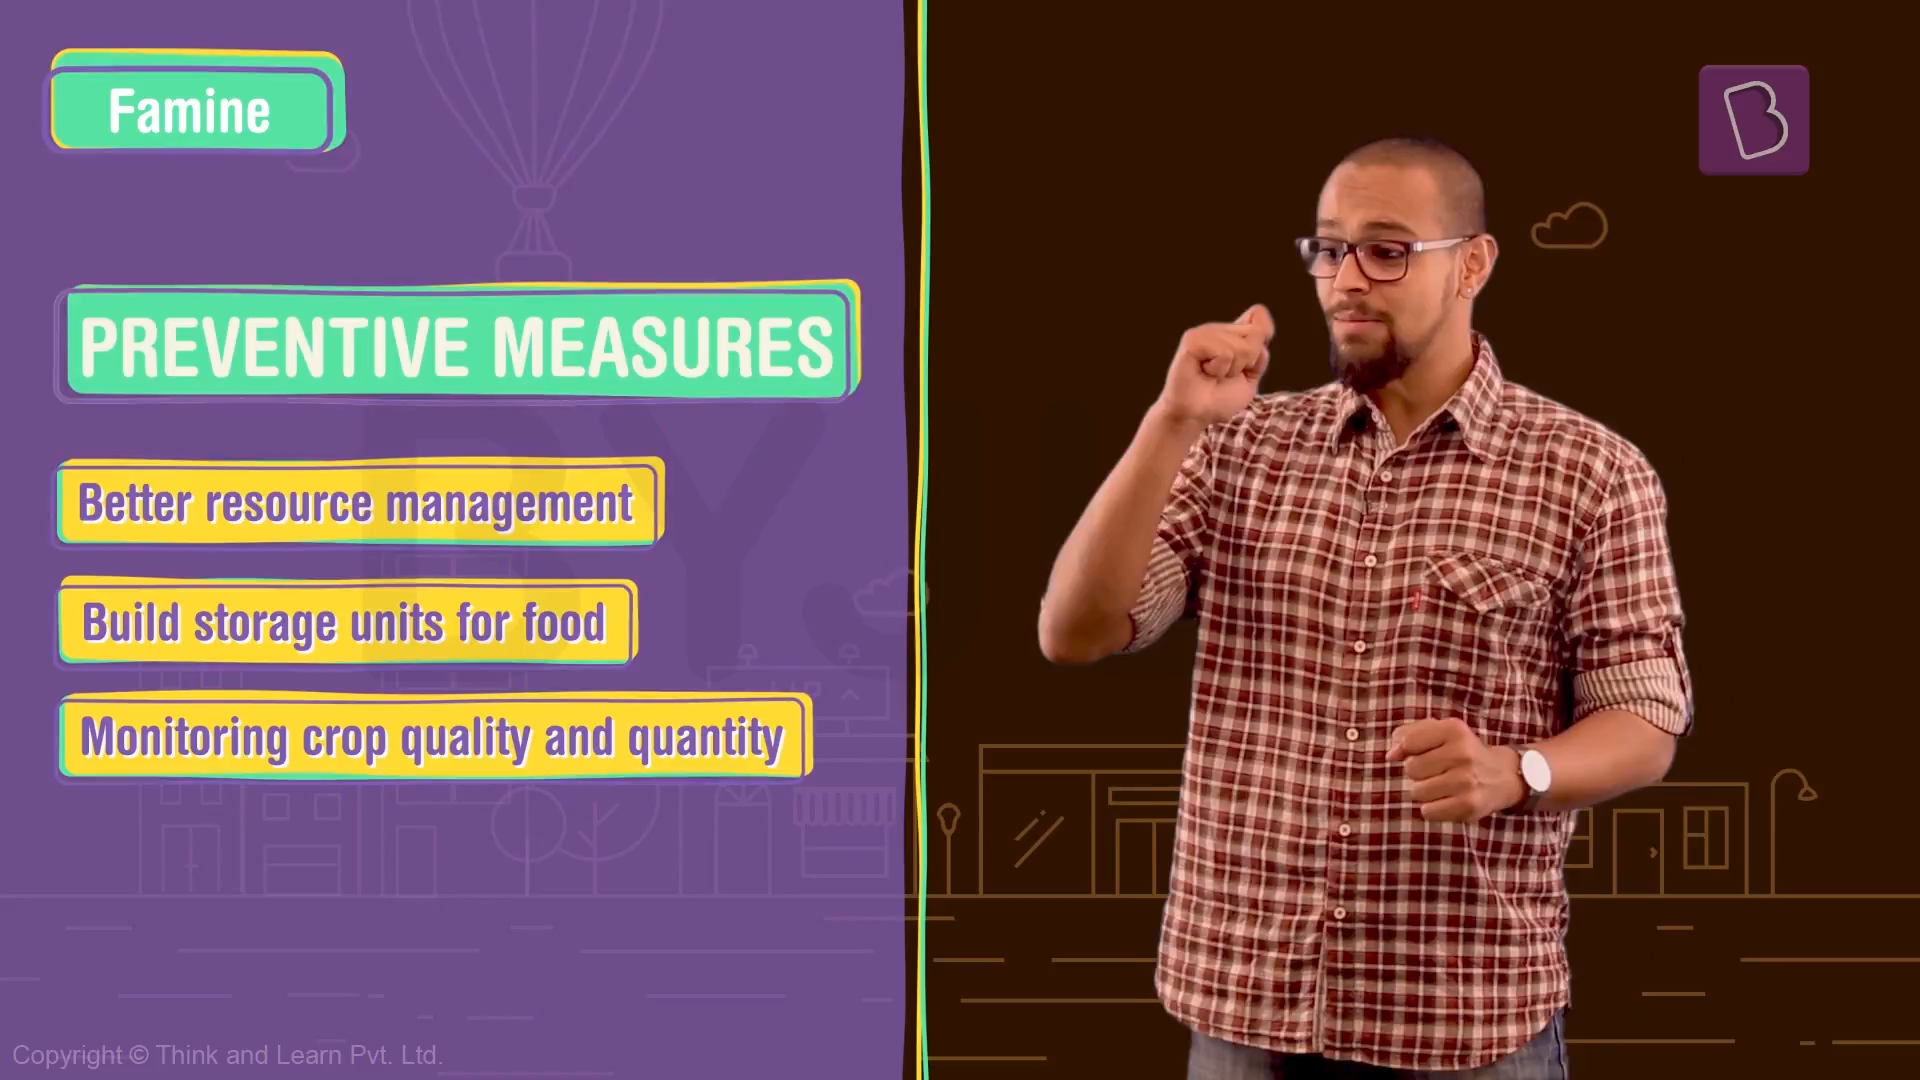 Famine
B
PREVENTIVE MEASURES
Better resource management
Build storage units for food
Monitoring crop quality and quantity
BYJU
Copyright © Think and Learn Pvt. Ltd.